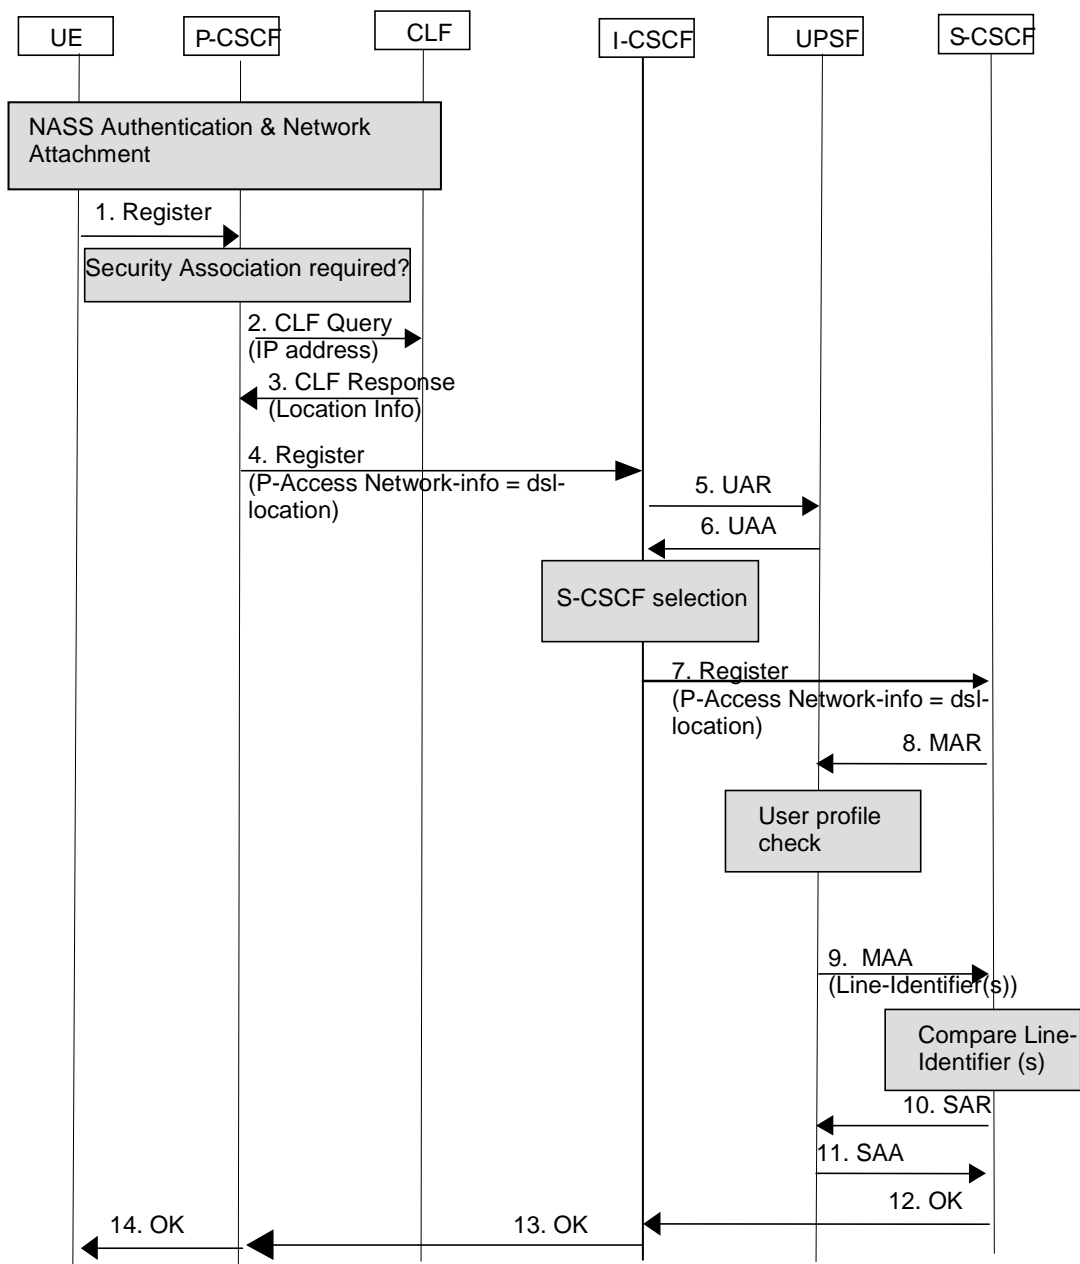 UE
P-CSCF
CLF
I-CSCF
UPSF
S-CSCF
NASS Authentication & Network
Attachment
1. Register
Security Association required?
2. CLF Query
(IP address)
3. CLF Response
(Location Info)
4. Register
(P-Access Network-info = dsl-
location)
5. UAR
6. UAA
S-CSCF selection
7. Register
(P-Access Network-info = dsl-
location)
8. MAR
User profile
check
9. MAA
(Line-Identifier(s))
Compare Line-
Identifier (s)
10. SAR
11. SAA
12. OK
13. OK
14. OK